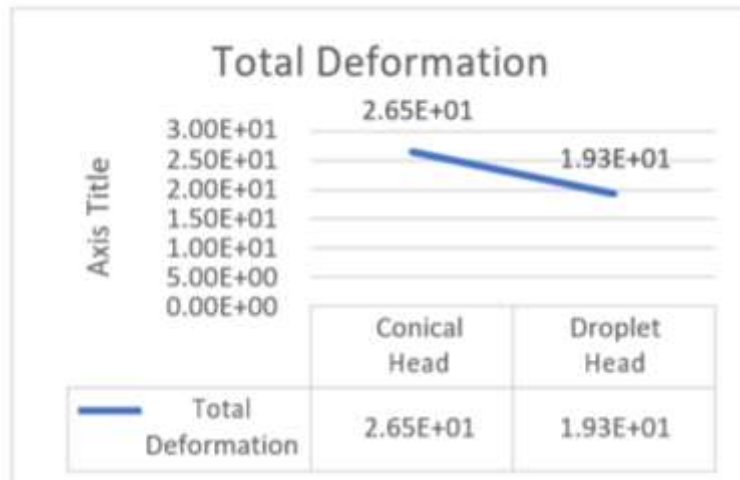 Total Deformation
2.65E+01
1.93E+01
3.00E+01
2.50E+01
2.00E+01
1.50E+01
1.00E+01
5.00E+00
0.00E+00
Axis Title
Conical
Head
Droplet
Head
Total
Deformation
2.65E+01
1.93E+01